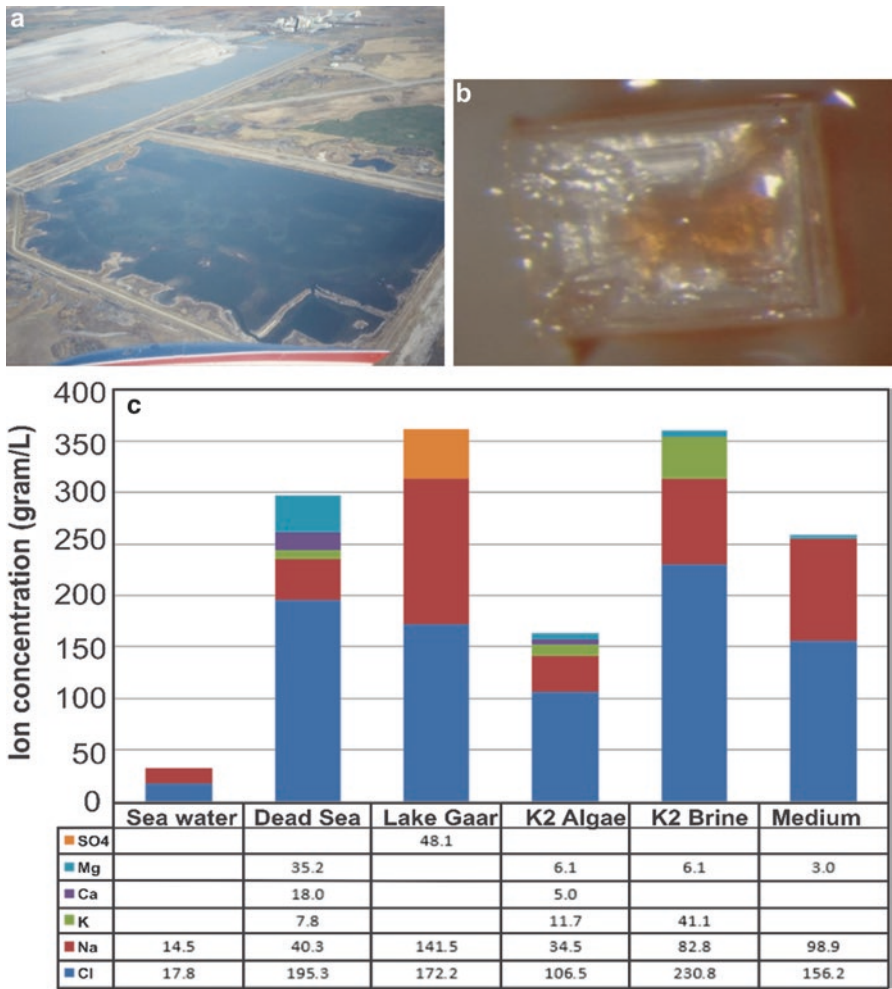 a
b
c
Ion concentration (gram/L)
400
350
300
250
200
150
100
50
0
Sea water Dead Sea Lake Gaar K2 Algae K2 Brine Medium
SO4 48.1
Mg 35.2 6.1 6.1 3.0
Ca 18.0 5.0
K 7.8 11.7 41.1
Na 14.5 40.3 141.5 34.5 82.8 98.9
Cl 17.8 195.3 172.2 106.5 230.8 156.2